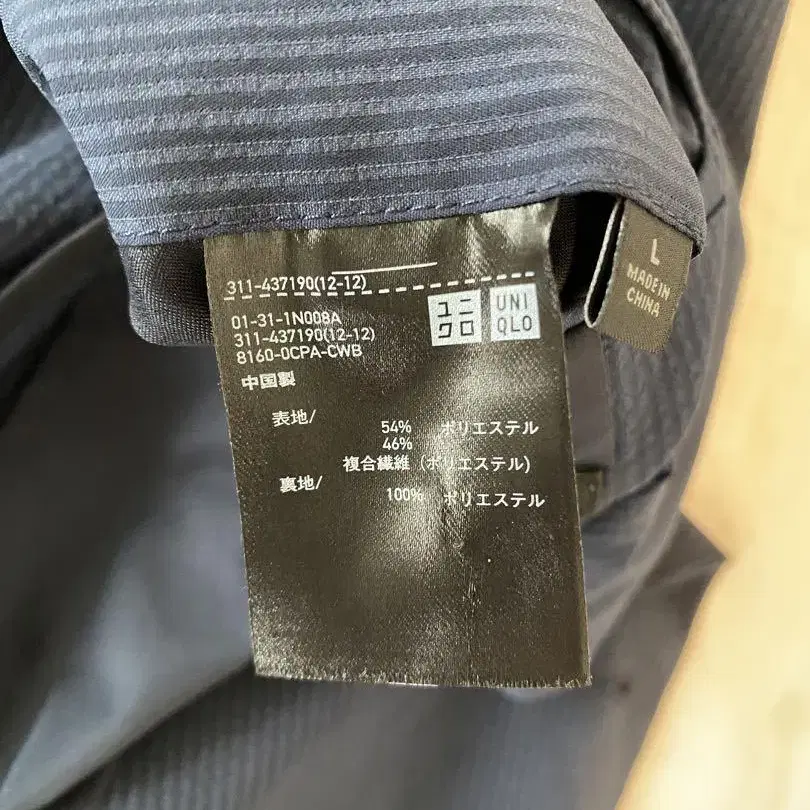 311-437190(12-12)
01-31-1N008A
311-437190(12-12)
8160-0CPA-CWB
中国製
ユニ
クロ
UNI
QLO
L
MADE IN
CHINA
表地/
54% ポリエステル
46%
複合繊維 (ポリエステル)
裏地/
100% ポリエステル